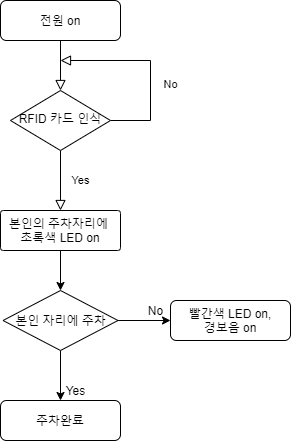 전원 on
No
RFID 카드 인식
Yes
본인의 주차자리에
초록색 LED on
본인 자리에 주차
No
빨간색 LED on,
경보음 on
Yes
주차완료